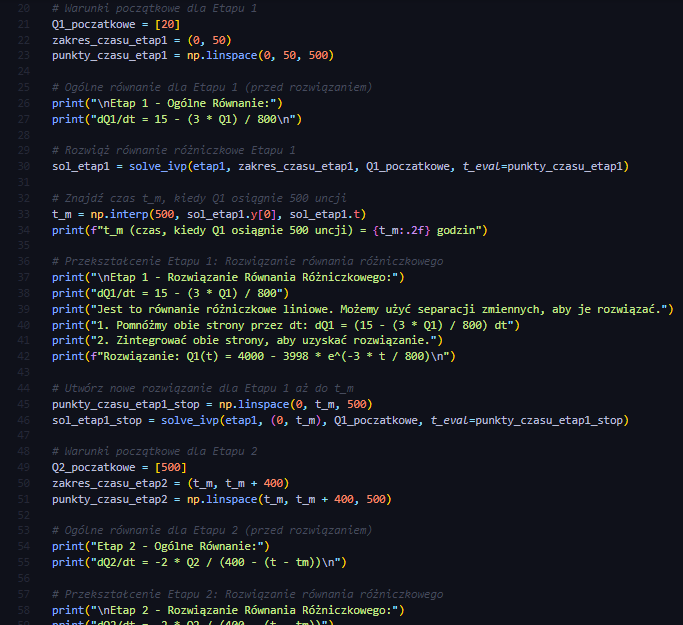 20 # Warunki początkowe dla Etapu 1
21 Q1_poczatkowe = [20]
22 zakres_czasu_etap1 = (0, 50)
23 punkty_czasu_etap1 = np.linspace(0, 50, 500)
24
25 # Ogólne równanie dla Etapu 1 (przed rozwiązaniem)
26 print("\nEtap 1 - Ogólne Równanie:")
27 print("dQ1/dt = 15 - (3 * Q1) / 800\n")
28
29 # Rozwiąż równanie różniczkowe Etapu 1
30 sol_etap1 = solve_ivp(etap1, zakres_czasu_etap1, Q1_poczatkowe, t_eval=punkty_czasu_etap1)
31
32 # Znajdź czas t_m, kiedy Q1 osiągnie 500 uncji
33 t_m = np.interp(500, sol_etap1.y[0], sol_etap1.t)
34 print(f"t_m (czas, kiedy Q1 osiągnie 500 uncji) = {t_m:.2f} godzin")
35
36 # Przekształcenie Etapu 1: Rozwiązanie równania różniczkowego
37 print("\nEtap 1 - Rozwiązanie Równania Różniczkowego:")
38 print("dQ1/dt = 15 - (3 * Q1) / 800")
39 print("Jest to równanie różniczkowe liniowe. Możemy użyć separacji zmiennych, aby je rozwiązać.")
40 print("1. Pomnóżmy obie strony przez dt: dQ1 = (15 - (3 * Q1) / 800) dt")
41 print("2. Zintegrować obie strony, aby uzyskać rozwiązanie.")
42 print(f"Rozwiązanie: Q1(t) = 4000 - 3998 * e^(-3 * t / 800)\n")
43
44 # Utwórz nowe rozwiązanie dla Etapu 1 aż do t_m
45 punkty_czasu_etap1_stop = np.linspace(0, t_m, 500)
46 sol_etap1_stop = solve_ivp(etap1, (0, t_m), Q1_poczatkowe, t_eval=punkty_czasu_etap1_stop)
47
48 # Warunki początkowe dla Etapu 2
49 Q2_poczatkowe = [500]
50 zakres_czasu_etap2 = (t_m, t_m + 400)
51 punkty_czasu_etap2 = np.linspace(t_m, t_m + 400, 500)
52
53 # Ogólne równanie dla Etapu 2 (przed rozwiązaniem)
54 print("Etap 2 - Ogólne Równanie:")
55 print("dQ2/dt = -2 * Q2 / (400 - (t - tm))\n")
56
57 # Przekształcenie Etapu 2: Rozwiązanie równania różniczkowego
58 print("\nEtap 2 - Rozwiązanie Równania Różniczkowego:")
59 print("dQ2/dt = -2 * Q2 / (400 - (t - tm))")